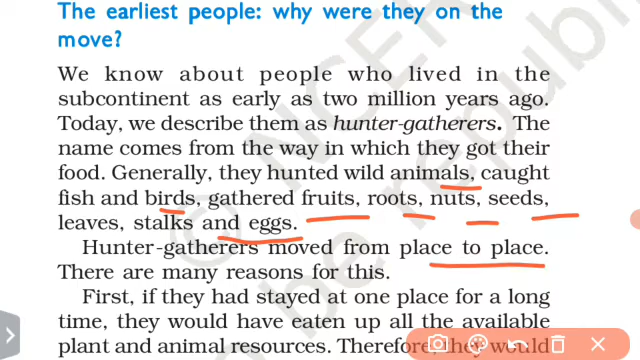 The earliest people: why were they on the
move?
We know about people who lived in the
subcontinent as early as two million years ago.
Today, we describe them as hunter-gatherers. The
name comes from the way in which they got their
food. Generally, they hunted wild animals, caught
fish and birds, gathered fruits, roots, nuts, seeds,
leaves, stalks and eggs.
Hunter-gatherers moved from place to place.
There are many reasons for this.
First, if they had stayed at one place for a long
time, they would have eaten up all the available
plant and animal resources. Therefore, they would
© NCER
be republi